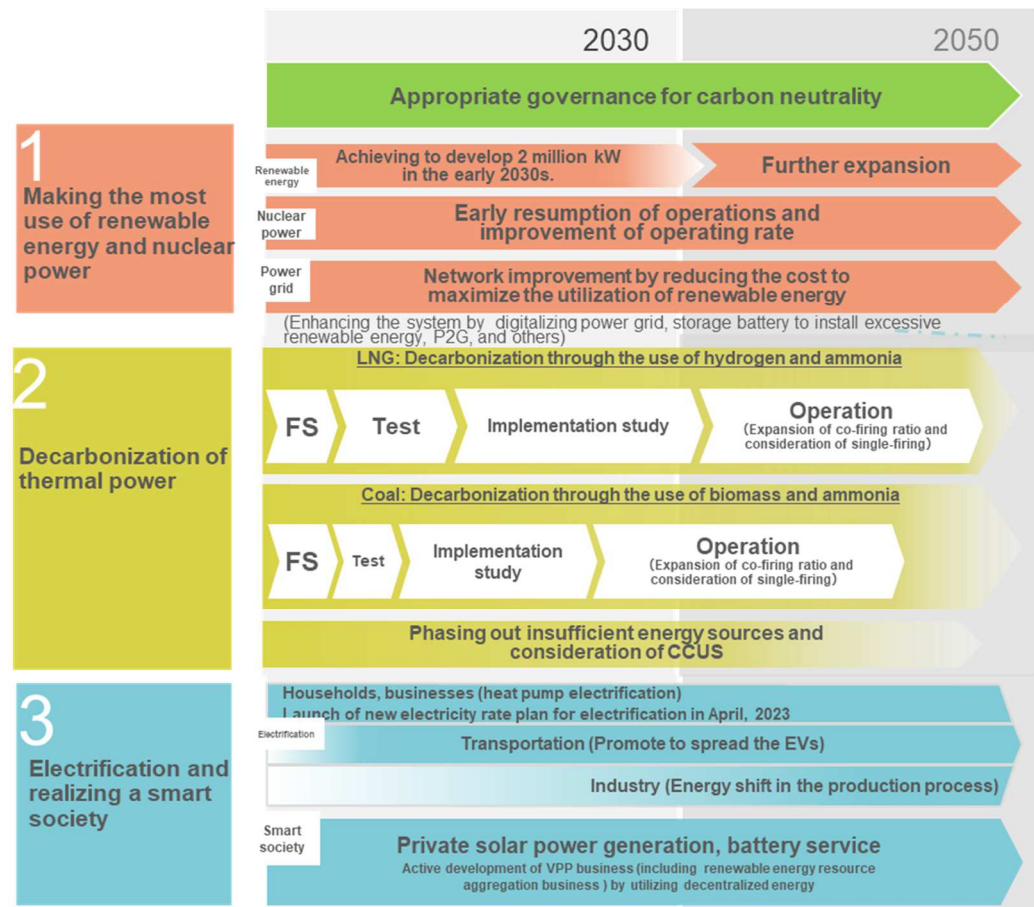 2030
2050
Appropriate governance for carbon neutrality
1
Making the most
use of renewable
energy and nuclear
power
Renewable
energy
Achieving to develop 2 million kW
in the early 2030s.
Further expansion
Nuclear
power
Early resumption of operations and
improvement of operating rate
Power
grid
Network improvement by reducing the cost to
maximize the utilization of renewable energy
(Enhancing the system by digitalizing power grid, storage battery to install excessive
renewable energy, P2G, and others)
2
Decarbonization of
thermal power
LNG: Decarbonization through the use of hydrogen and ammonia
FS
Test
Implementation study
Operation
(Expansion of co-firing ratio and
consideration of single-firing)
Coal: Decarbonization through the use of biomass and ammonia
FS
Test
Implementation
study
Operation
(Expansion of co-firing ratio and
consideration of single-firing)
Phasing out insufficient energy sources and
consideration of CCUS
3
Electrification and
realizing a smart
society
Households, businesses (heat pump electrification)
Launch of new electricity rate plan for electrification in April, 2023
Electrification
Transportation (Promote to spread the EVs)
Industry (Energy shift in the production process)
Smart
society
Private solar power generation, battery service
Active development of VPP business (including renewable energy resource
aggregation business ) by utilizing decentralized energy